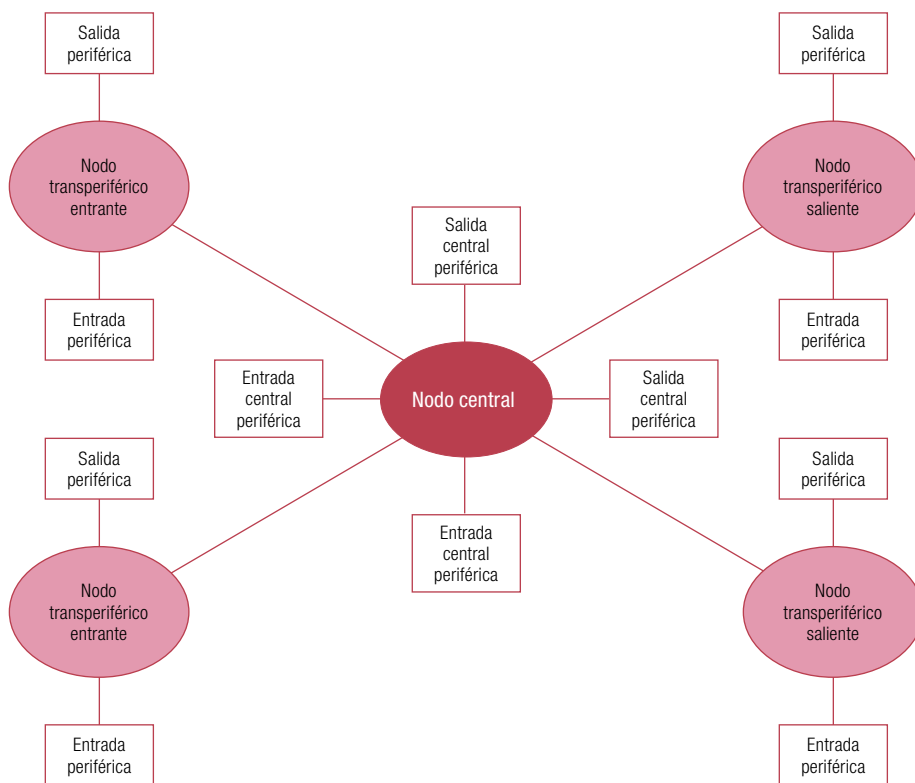 Salida
periférica
Salida
periférica
Nodo
transperiférico
entrante
Nodo
transperiférico
saliente
Salida
central
periférica
Entrada
periférica
Entrada
periférica
Entrada
central
periférica
Nodo central
Salida
central
periférica
Salida
periférica
Salida
periférica
Entrada
central
periférica
Nodo
transperiférico
entrante
Nodo
transperiférico
saliente
Entrada
periférica
Entrada
periférica